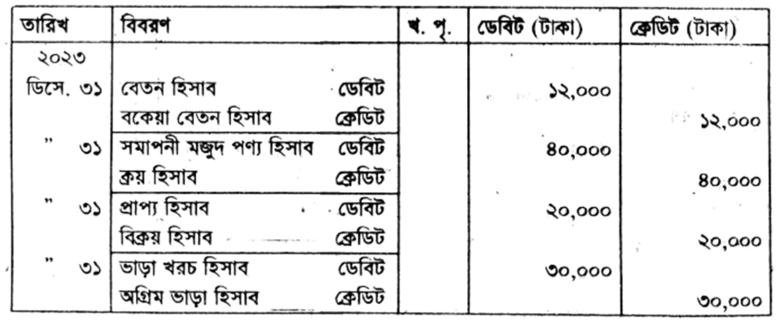 তারিখ বিবরণ খ. পৃ. ডেবিট (টাকা) ক্রেডিট (টাকা)
২০২৩
ডিসে. ৩১ বেতন হিসাব ডেবিট ১২,০০০
বকেয়া বেতন হিসাব ক্রেডিট ১২,০০০
" ৩১ সমাপনী মজুদ পণ্য হিসাব ডেবিট ৪০,০০০
ক্রয় হিসাব ক্রেডিট ৪০,০০০
" ৩১ প্রাপ্য হিসাব ডেবিট ২০,০০০
বিক্রয় হিসাব ক্রেডিট ২০,০০০
" ৩১ ভাড়া খরচ হিসাব ডেবিট ৩০,০০০
অগ্রিম ভাড়া হিসাব ক্রেডিট ৩০,০০০